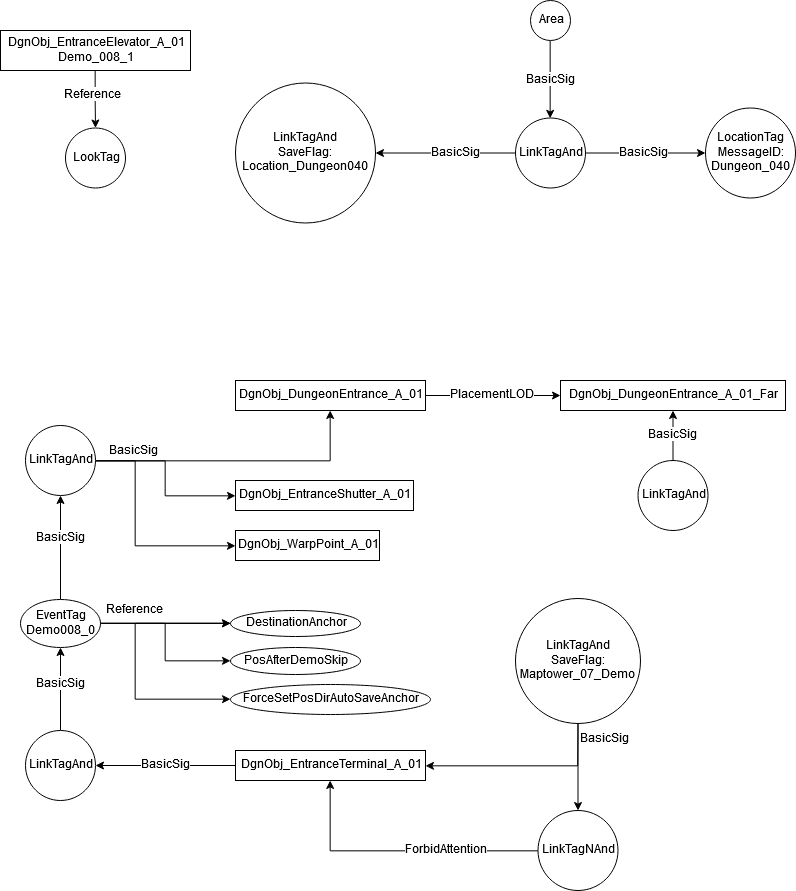 DgnObj_EntranceElevator_A_01
Demo_008_1
Reference
LookTag
Area
BasicSig
LinkTagAnd
SaveFlag:
Location_Dungeon040
BasicSig
LinkTagAnd
BasicSig
LocationTag
MessageID:
Dungeon_040
DgnObj_DungeonEntrance_A_01
PlacementLOD
DgnObj_DungeonEntrance_A_01_Far
BasicSig
LinkTagAnd
LinkTagAnd
BasicSig
DgnObj_EntranceShutter_A_01
DgnObj_WarpPoint_A_01
BasicSig
EventTag
Demo008_0
Reference
DestinationAnchor
PosAfterDemoSkip
ForceSetPosDirAutoSaveAnchor
BasicSig
LinkTagAnd
SaveFlag:
Maptower_07_Demo
BasicSig
LinkTagAnd
BasicSig
DgnObj_EntranceTerminal_A_01
ForbidAttention
LinkTagNAnd